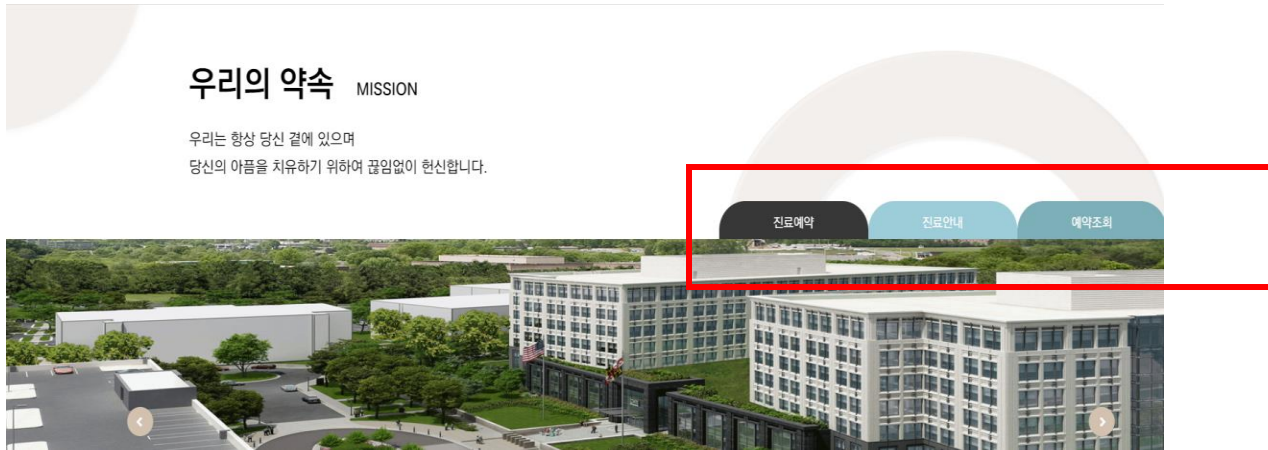 우리의 약속 MISSION
우리는 항상 당신 곁에 있으며
당신의 아픔을 치유하기 위하여 끊임없이 헌신합니다.
진료예약 진료안내 예약조회